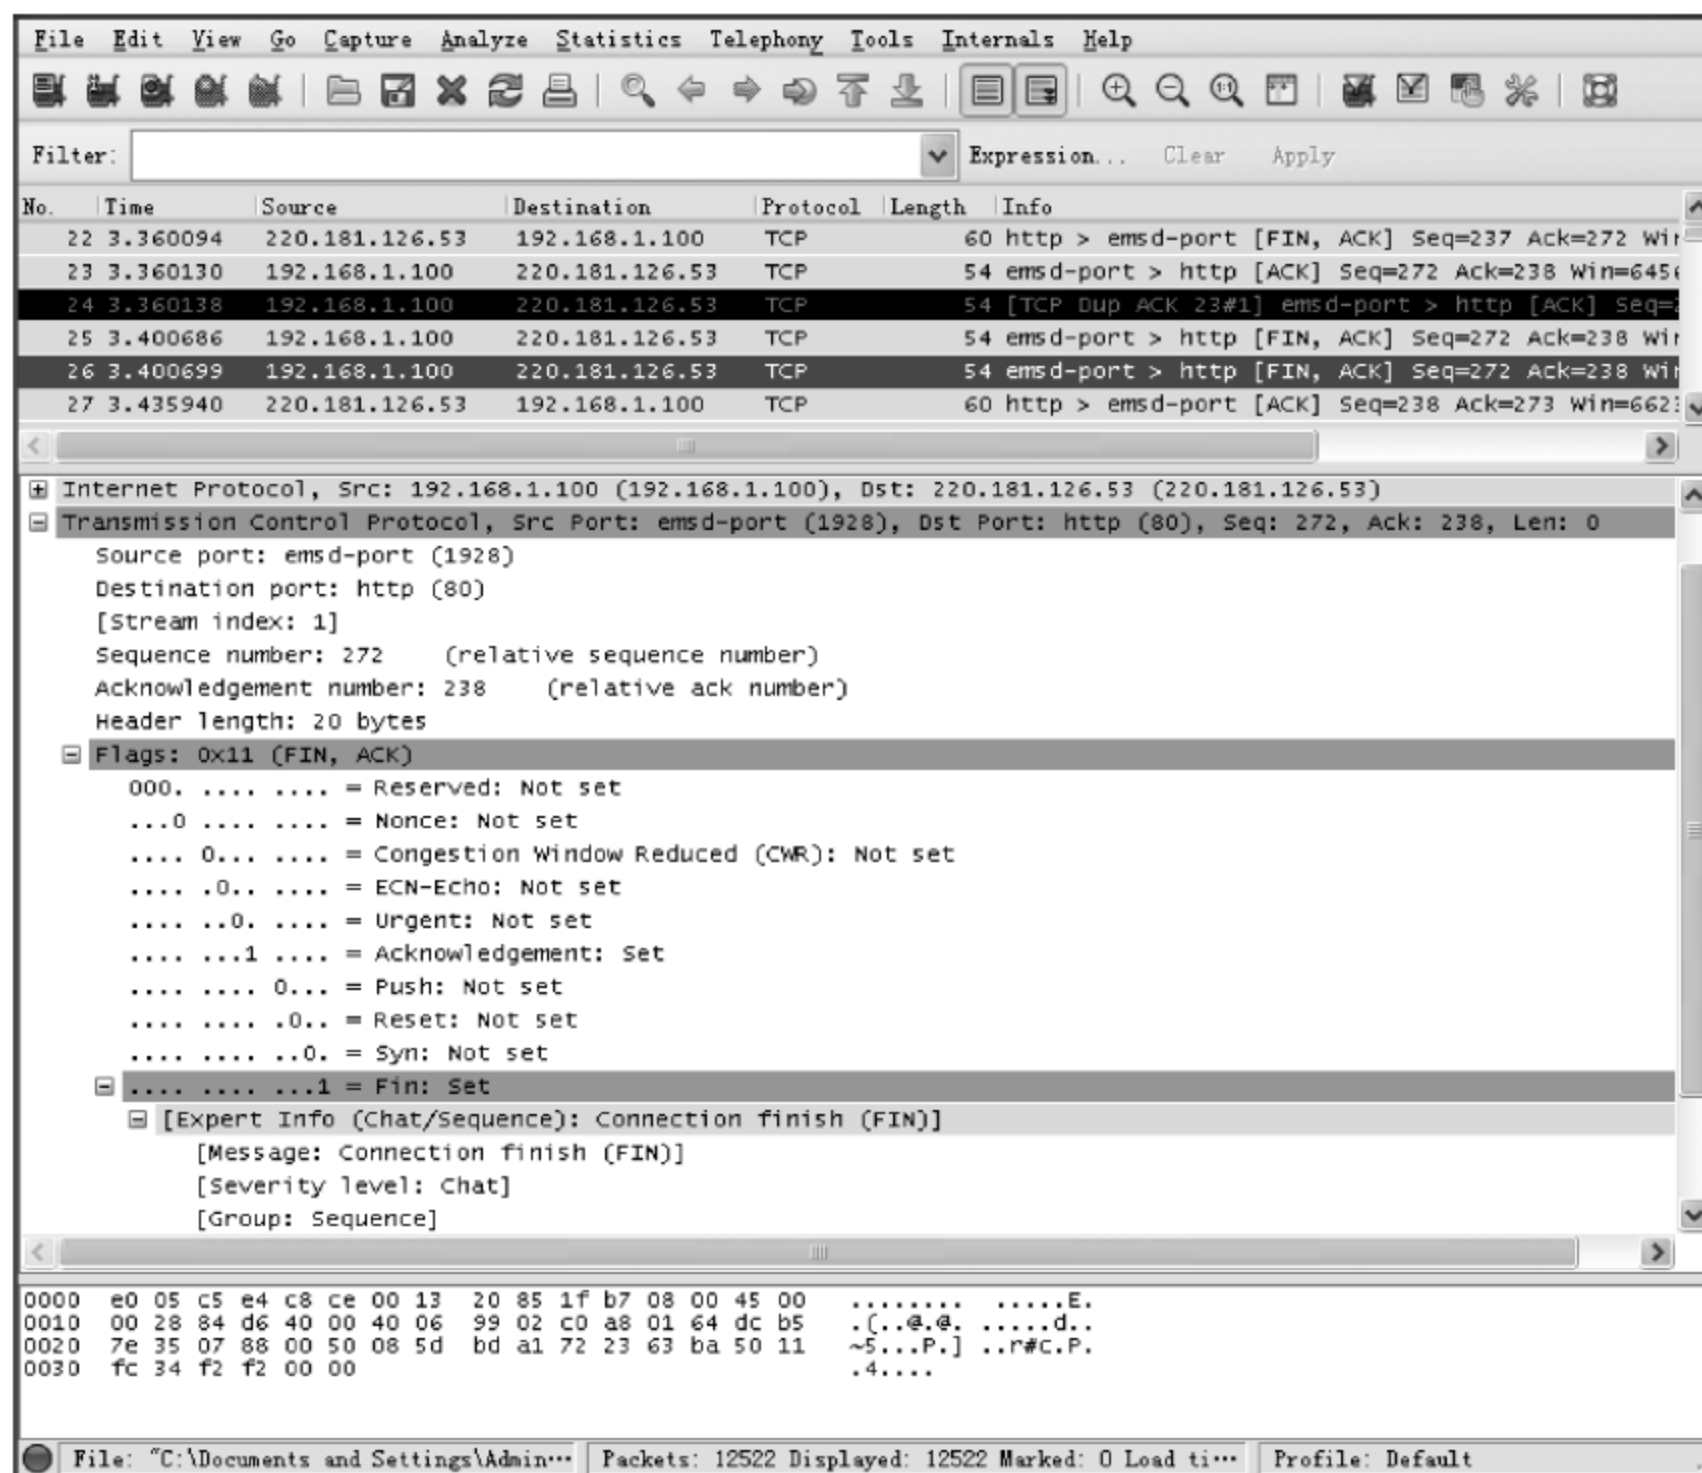 File Edit View Go Capture Analyze Statistics Telephony Tools Internals Help
Filter: Expression... Clear Apply
No. Time Source Destination Protocol Length Info
22 3.360094 220.181.126.53 192.168.1.100 TCP 60 http > emsd-port [FIN, ACK] Seq=237 Ack=272 Wir
23 3.360130 192.168.1.100 220.181.126.53 TCP 54 emsd-port > http [ACK] Seq=272 Ack=238 Win=6456
24 3.360138 192.168.1.100 220.181.126.53 TCP 54 [TCP Dup ACK 23#1] emsd-port > http [ACK] Seq=2
25 3.400686 192.168.1.100 220.181.126.53 TCP 54 emsd-port > http [FIN, ACK] Seq=272 Ack=238 Wir
26 3.400699 192.168.1.100 220.181.126.53 TCP 54 emsd-port > http [FIN, ACK] Seq=272 Ack=238 Wir
27 3.435940 220.181.126.53 192.168.1.100 TCP 60 http > emsd-port [ACK] Seq=238 Ack=273 Win=662
Internet Protocol, Src: 192.168.1.100 (192.168.1.100), Dst: 220.181.126.53 (220.181.126.53)
Transmission Control Protocol, Src Port: emsd-port (1928), Dst Port: http (80), Seq: 272, Ack: 238, Len: 0
Source port: emsd-port (1928)
Destination port: http (80)
[Stream index: 1]
Sequence number: 272 (relative sequence number)
Acknowledgement number: 238 (relative ack number)
Header length: 20 bytes
Flags: 0x11 (FIN, ACK)
000. .... .... = Reserved: Not set
...0 .... .... = Nonce: Not set
.... 0... .... = Congestion Window Reduced (CWR): Not set
.... .0.. .... = ECN-Echo: Not set
.... ..0. .... = Urgent: Not set
.... ...1 .... = Acknowledgement: Set
.... .... 0... = Push: Not set
.... .... .0.. = Reset: Not set
.... .... ..0. = Syn: Not set
.... .... ...1 = Fin: Set
[Expert Info (Chat/Sequence): Connection finish (FIN)]
[Message: Connection finish (FIN)]
[Severity level: Chat]
[Group: Sequence]
0000 e0 05 c5 e4 c8 ce 00 13 20 85 1f b7 08 00 45 00 ........ .....E.
0010 00 28 84 d6 40 00 40 06 99 02 c0 a8 01 64 dc b5 .(..@.@. .....d..
0020 7e 35 07 88 00 50 08 5d bd a1 72 23 63 ba 50 11 ~5...P.] ..r#c.P.
0030 fc 34 f2 f2 00 00 .4....
File: "C:\Documents and Settings\Admin... Packets: 12522 Displayed: 12522 Marked: 0 Load ti... Profile: Default